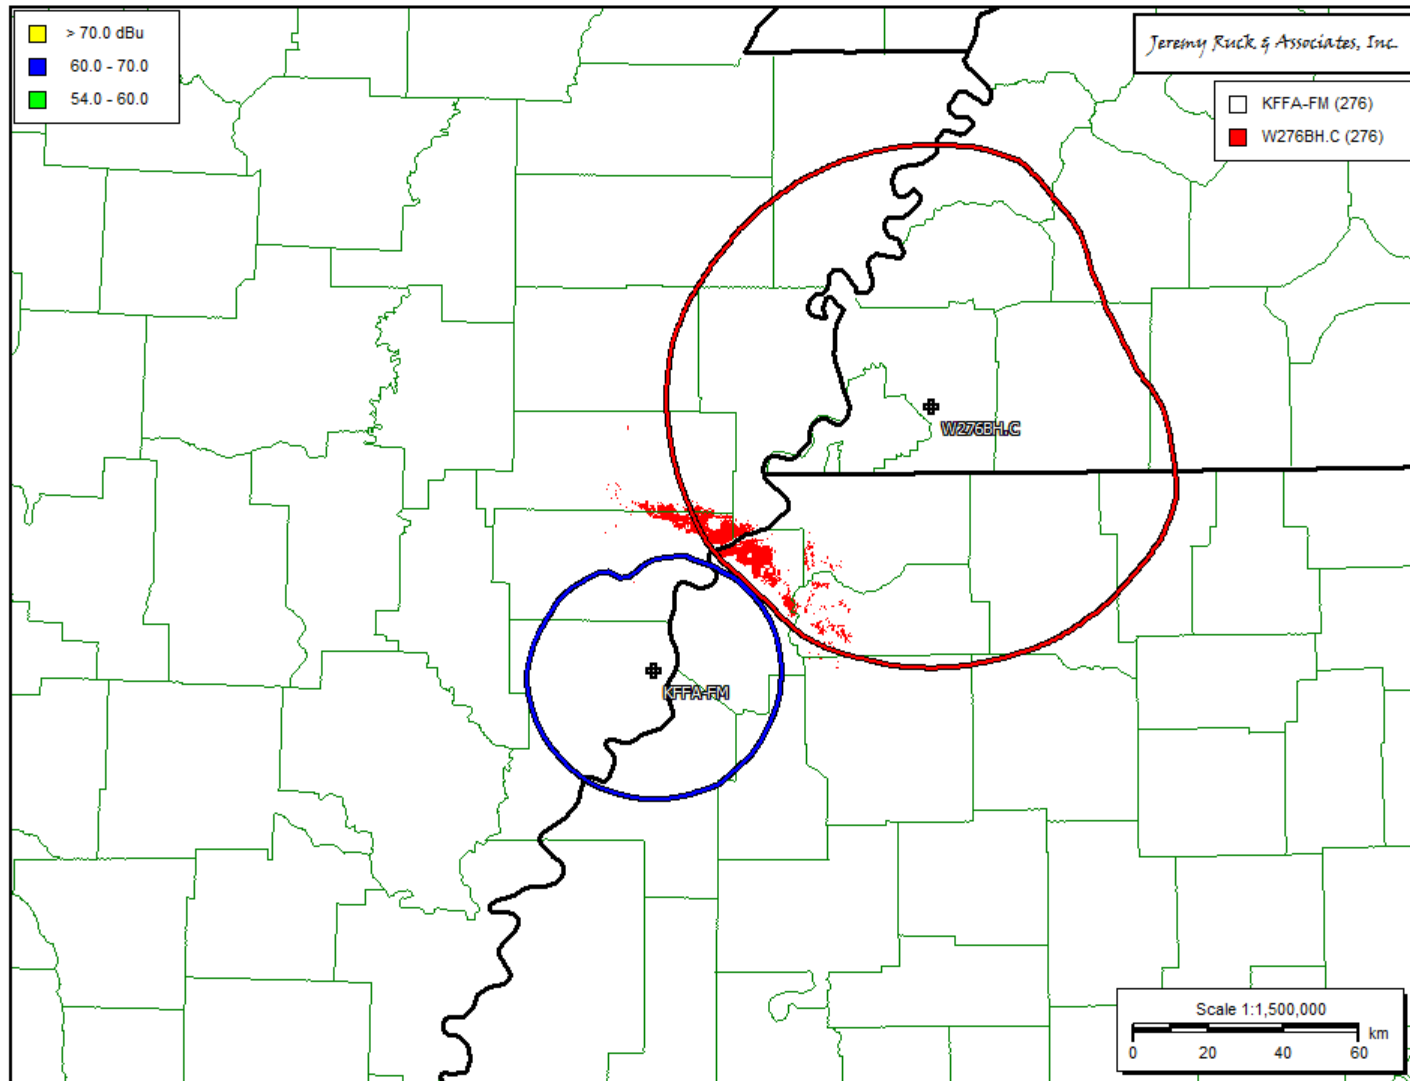 > 70.0 dBu
60.0 - 70.0
54.0 - 60.0
Jeremy Ruck & Associates, Inc.
KFFA-FM (276)
W276BH.C (276)
W276BH.C
KFFA-FM
Scale 1:1,500,000
km
0 20 40 60